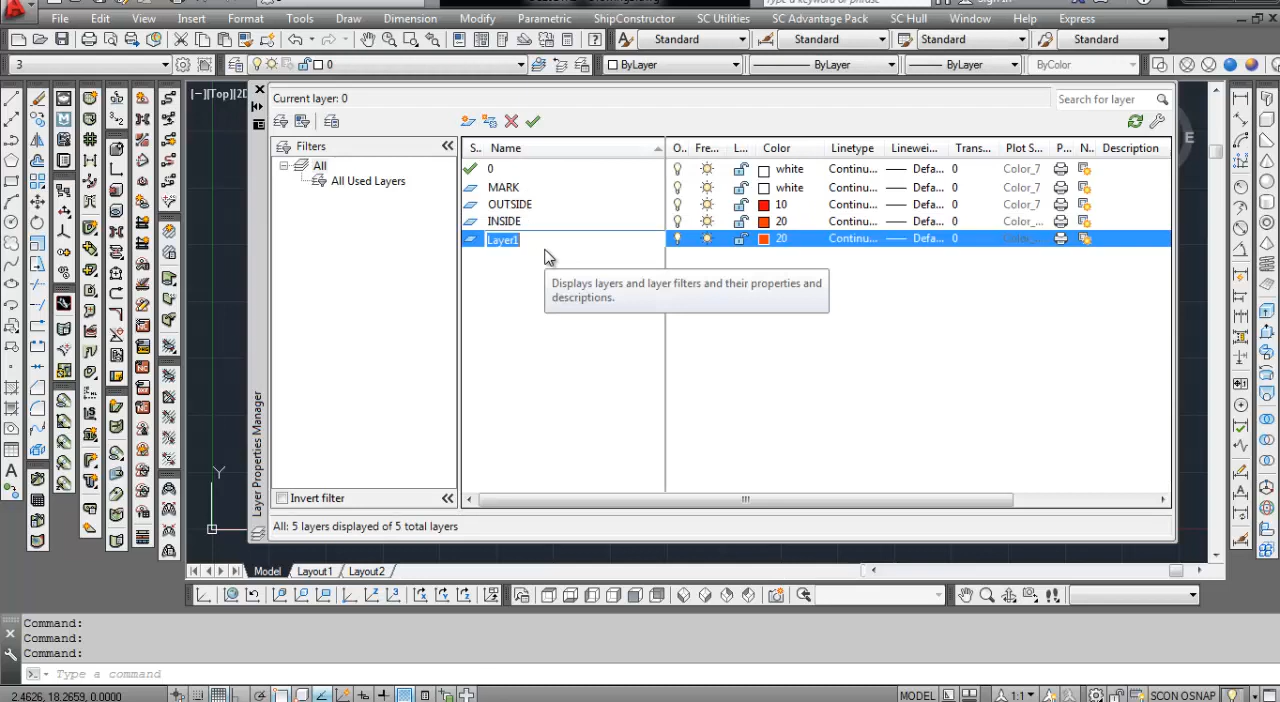 File Edit View Insert Format Tools Draw Dimension Modify Parametric ShipConstructor SC Utilities SC Advantage Pack SC Hull Window Help Express
Standard Standard Standard Standard
3 0 ByLayer ByLayer ByLayer ByColor
[−][Top][2D
Current layer: 0
Search for layer
E
Filters
All
All Used Layers
S.. Name O.. Fre... L... Color Linetype Linewei... Trans... Plot S... P... N.. Description
0 white Continu... Defa... 0 Color_7
MARK white Continu... Defa... 0 Color_7
OUTSIDE 10 Continu... Defa... 0 Color_...
INSIDE 20 Continu... Defa... 0 Color_...
Layer1 20 Continu... Defa... 0 Color_...
Displays layers and layer filters and their properties and
descriptions.
Y
Layer Properties Manager
Invert filter
All: 5 layers displayed of 5 total layers
Model Layout1 Layout2
Command:
Command:
Command:
Type a command
2.4626, 18.2659, 0.0000 MODEL 1:1 SCON OSNAP